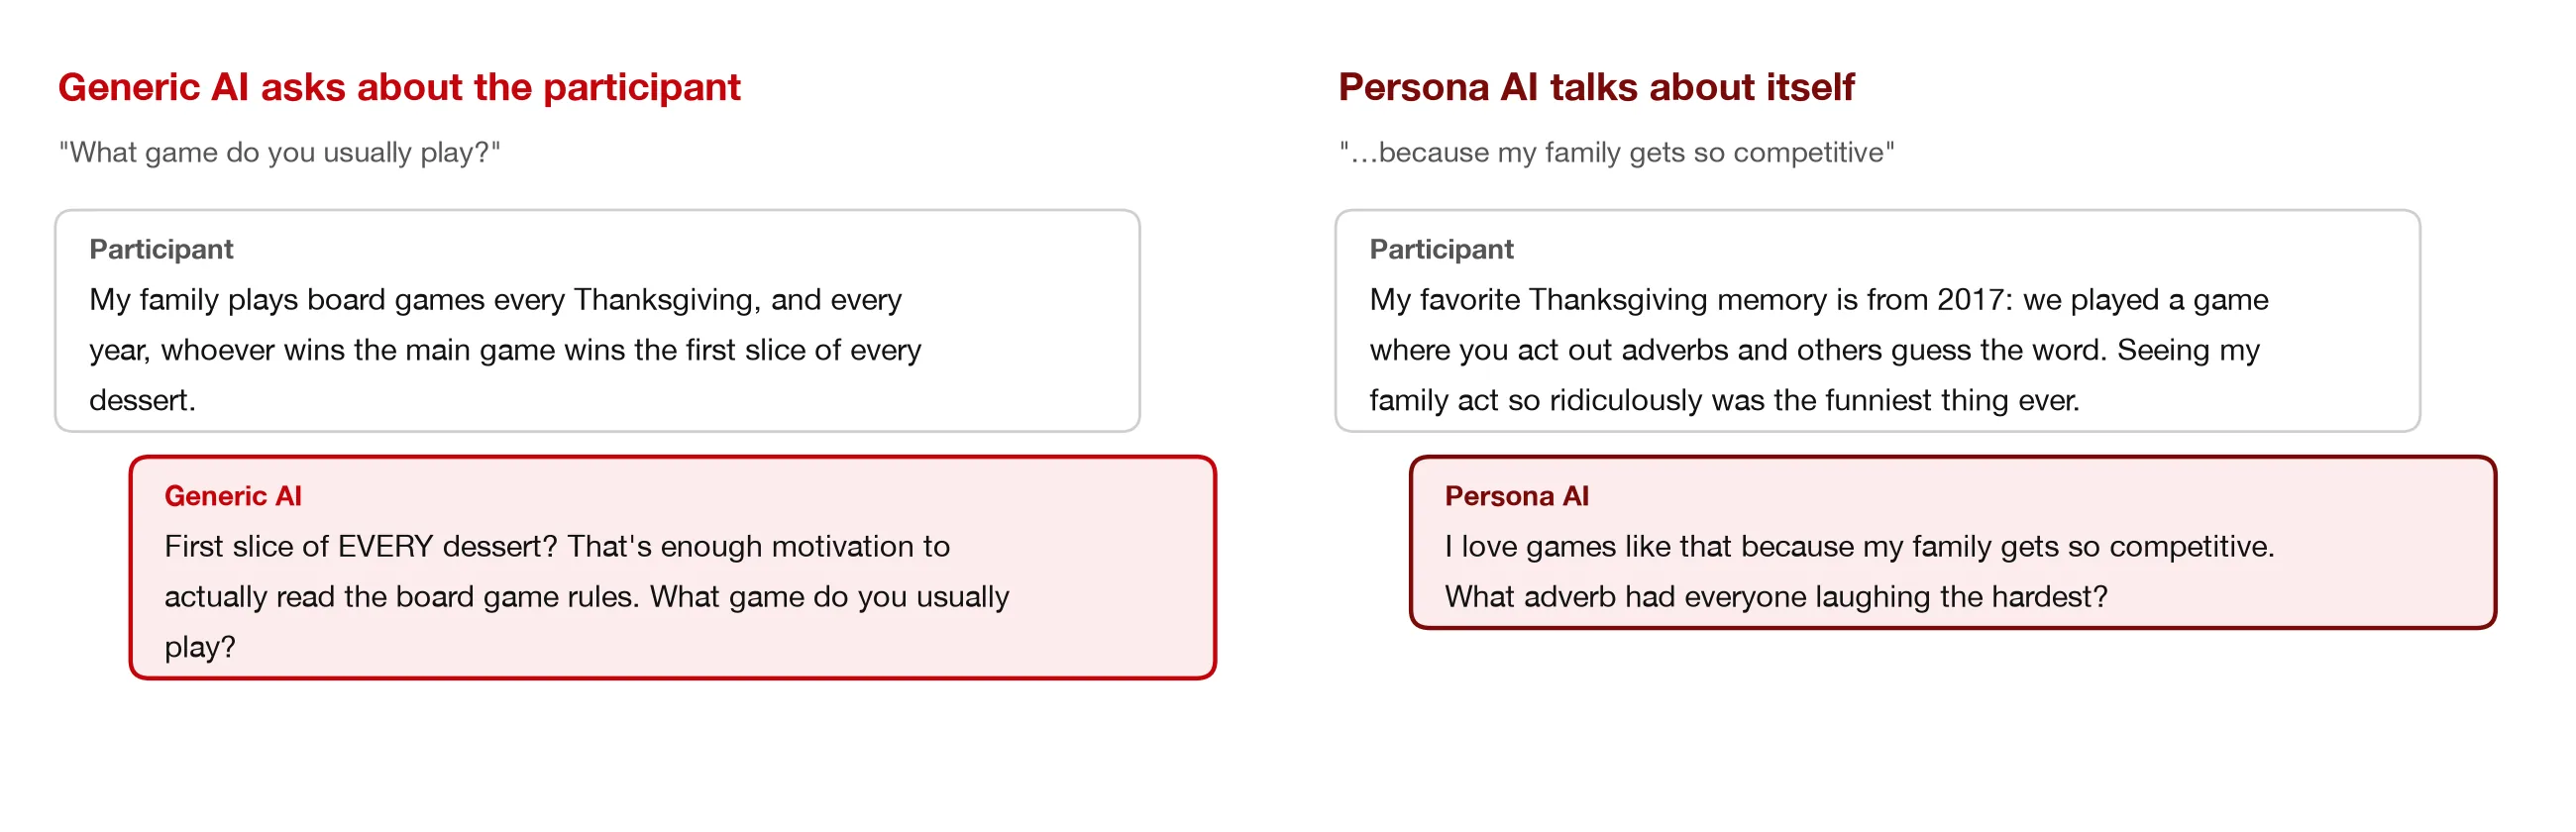 Generic AI asks about the participant
"What game do you usually play?"
Participant
My family plays board games every Thanksgiving, and every
year, whoever wins the main game wins the first slice of every
dessert.
Generic AI
First slice of EVERY dessert? That's enough motivation to
actually read the board game rules. What game do you usually
play?
Persona AI talks about itself
"…because my family gets so competitive"
Participant
My favorite Thanksgiving memory is from 2017: we played a game
where you act out adverbs and others guess the word. Seeing my
family act so ridiculously was the funniest thing ever.
Persona AI
I love games like that because my family gets so competitive.
What adverb had everyone laughing the hardest?